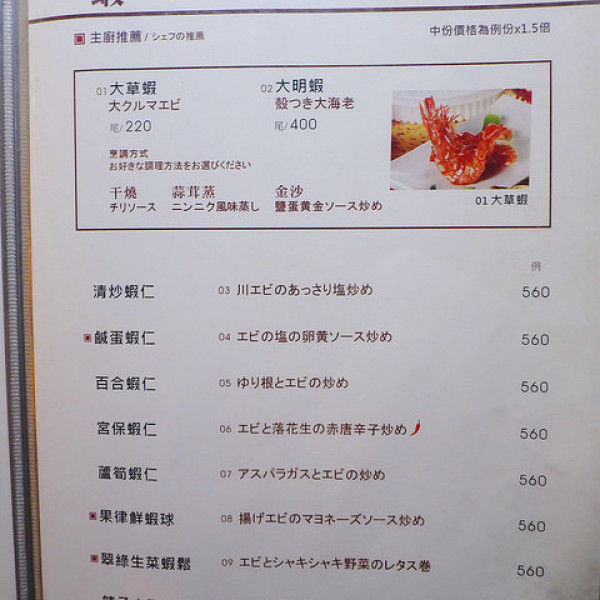 主廚推薦 / シェフの推薦
中份價格為例份x1.5倍
01 大草蝦
大クルマエビ
尾/220
02 大明蝦
殻つき大海老
尾/400
烹調方式
お好きな調理方法をお選びください
干燒 蒜茸蒸 金沙
チリソース ニンニク風味蒸し 鹽蛋黄金ソース炒め
01 大草蝦
例
清炒蝦仁 03 川エビのあっさり塩炒め 560
鹹蛋蝦仁 04 エビの塩の卵黄ソース炒め 560
百合蝦仁 05 ゆり根とエビの炒め 560
宮保蝦仁 06 エビと落花生の赤唐辛子炒め 560
蘆筍蝦仁 07 アスパラガスとエビの炒め 560
果律鮮蝦球 08 揚げエビのマヨネーズソース炒め 560
翠綠生菜蝦鬆 09 エビとシャキシャキ野菜のレタス巻 560